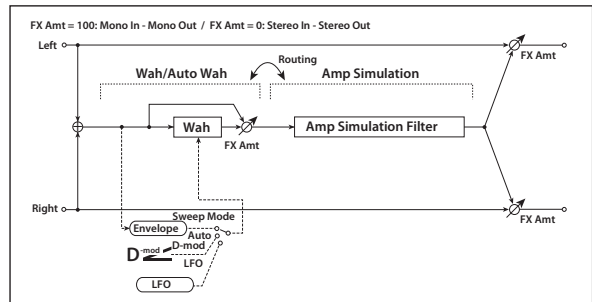 FX Amt = 100: Mono In - Mono Out / FX Amt = 0: Stereo In - Stereo Out
Left
FX Amt
Routing
Wah/Auto Wah
Amp Simulation
Wah
FX Amt
Amp Simulation Filter
Right
FX Amt
Sweep Mode
Envelope
Auto
D-mod
D-mod
LFO
LFO